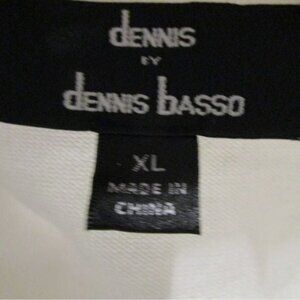 dENNIS
BY
dENNIS bASSO
XL
MADE IN
CHINA